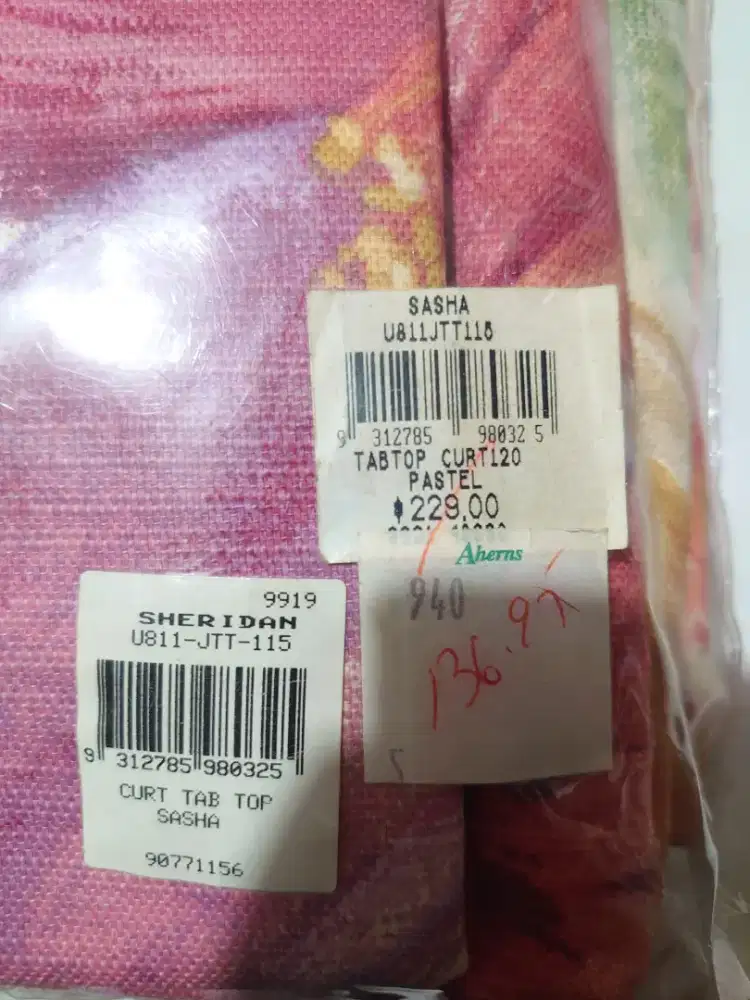 SASHA
U811JTT115
9 312785 98032 5
TABTOP CURT120
PASTEL
$229.00
Aherns
940
136.97
9919
SHERIDAN
U811-JTT-115
9 312785 980325
CURT TAB TOP
SASHA
90771156